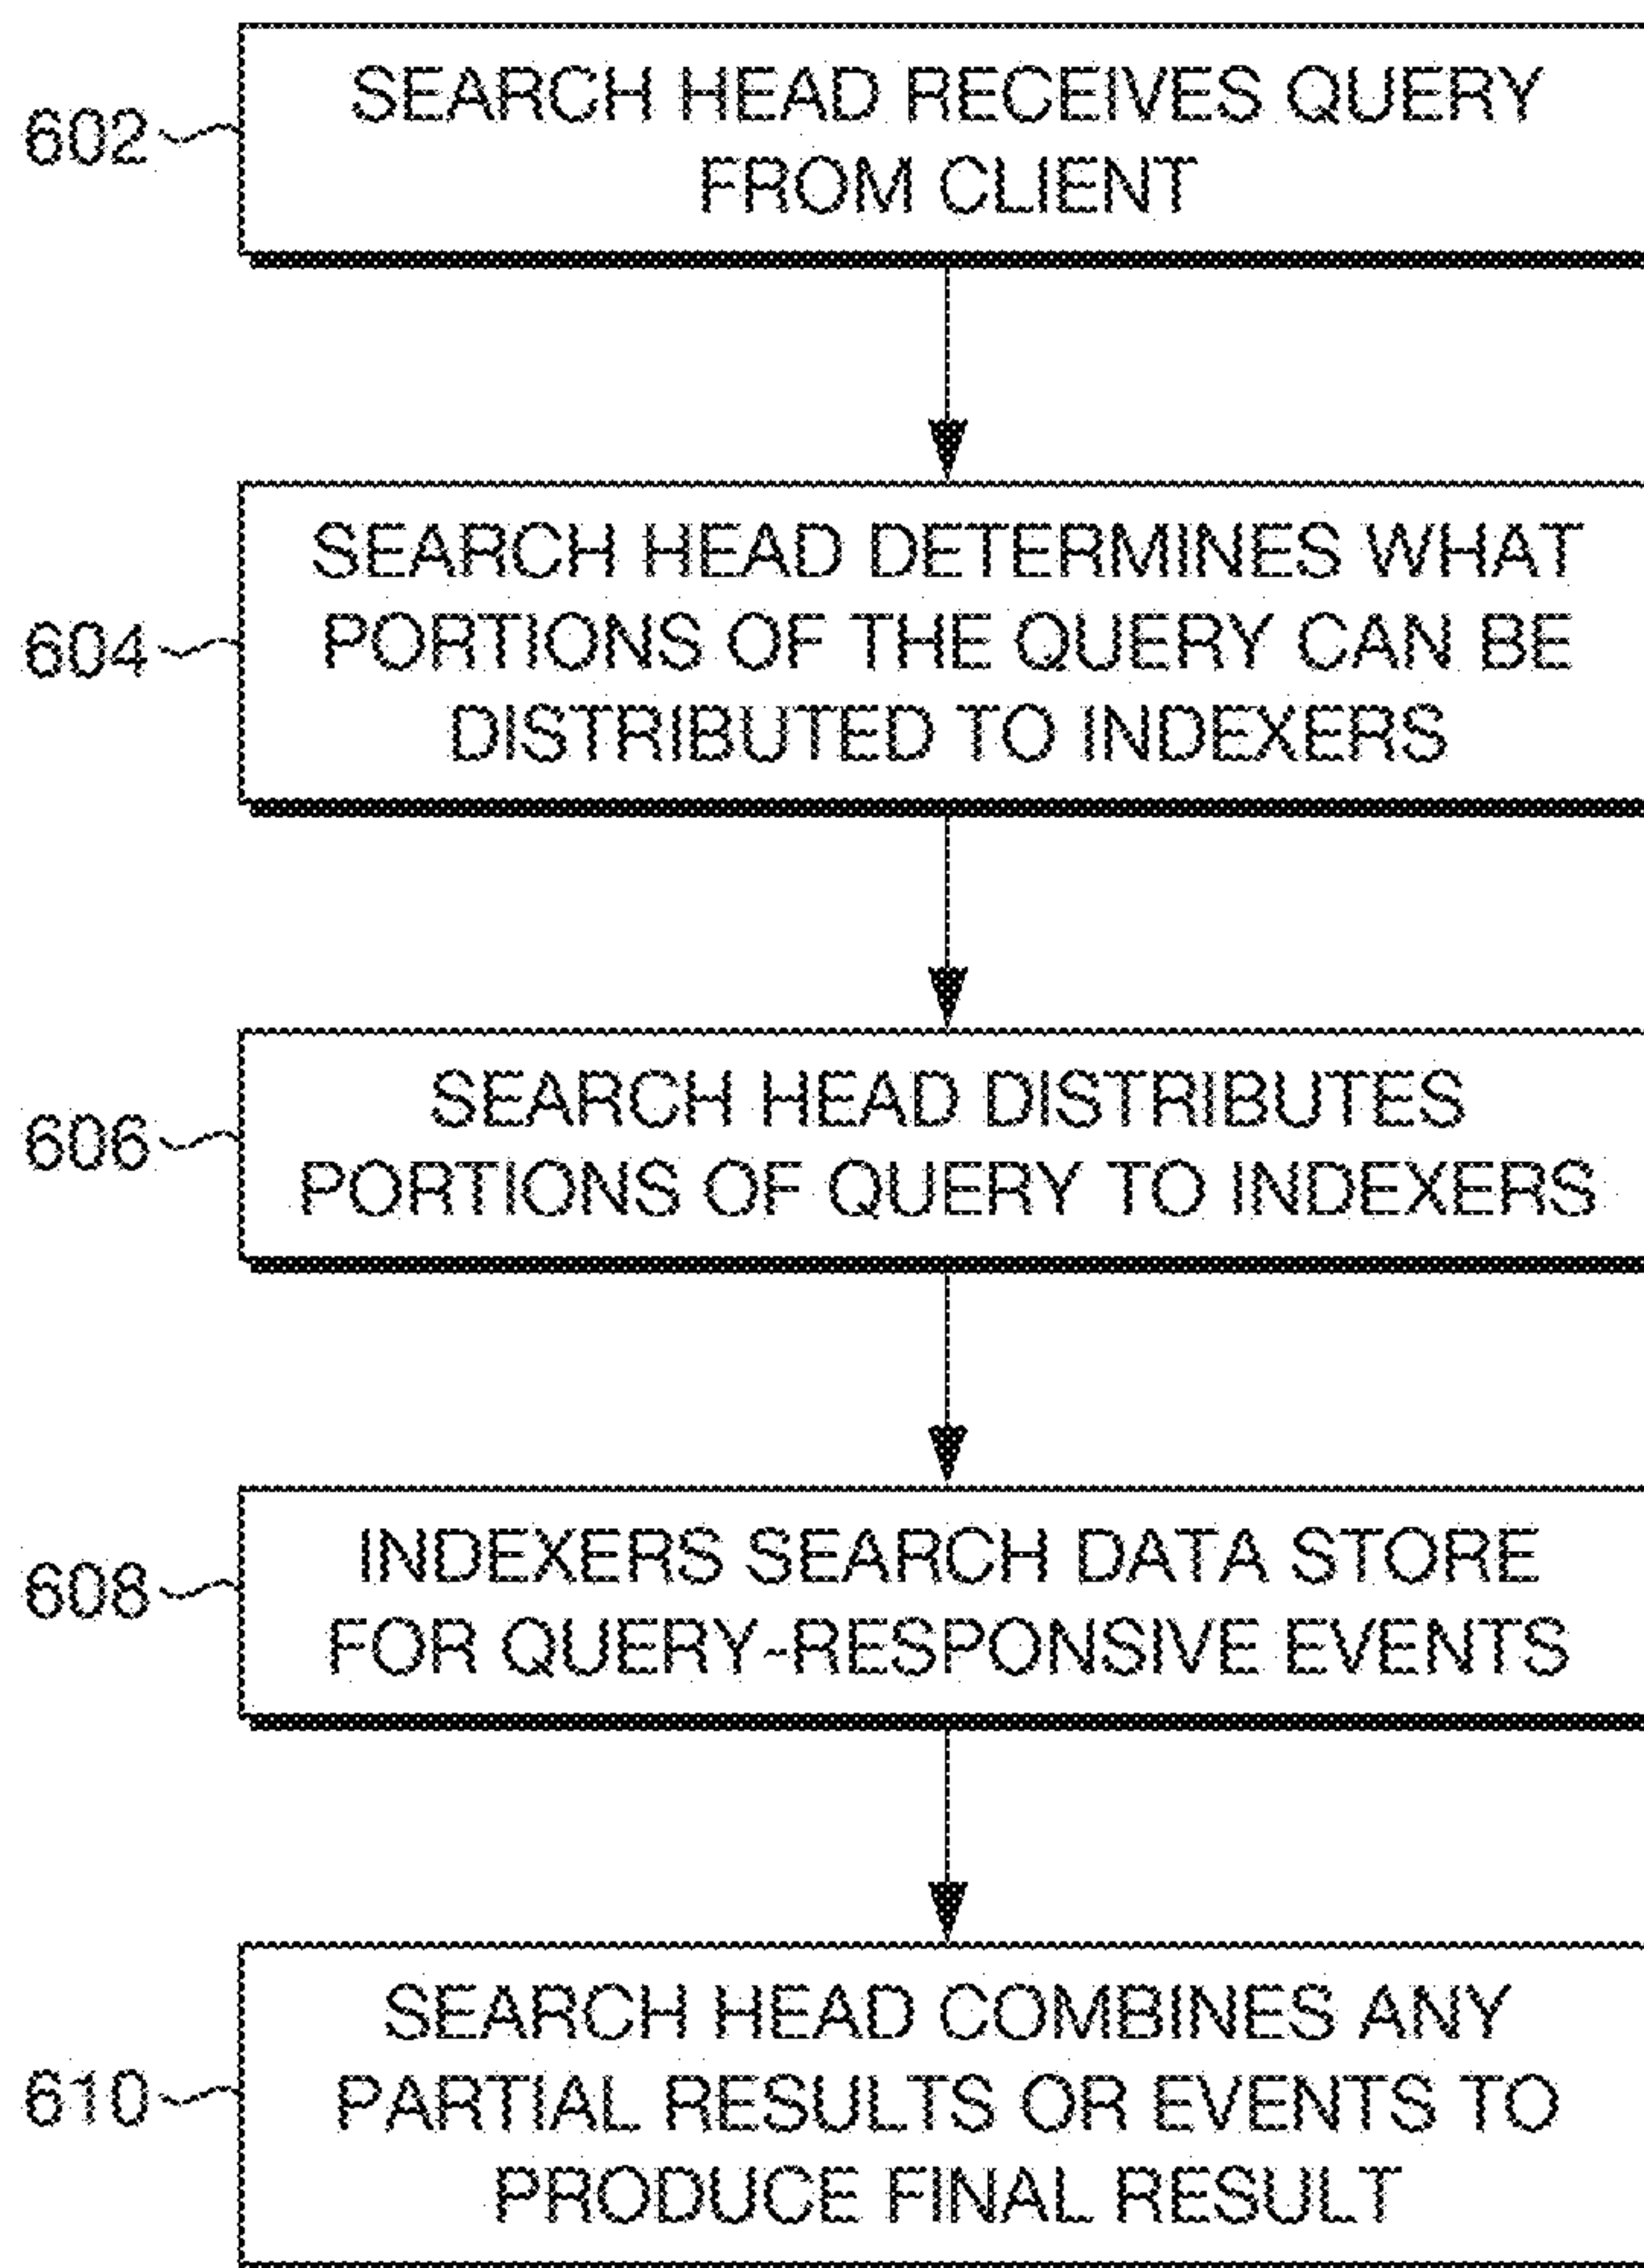 602
SEARCH HEAD RECEIVES QUERY
FROM CLIENT
604
SEARCH HEAD DETERMINES WHAT
PORTIONS OF THE QUERY CAN BE
DISTRIBUTED TO INDEXERS
606
SEARCH HEAD DISTRIBUTES
PORTIONS OF QUERY TO INDEXERS
608
INDEXERS SEARCH DATA STORE
FOR QUERY-RESPONSIVE EVENTS
610
SEARCH HEAD COMBINES ANY
PARTIAL RESULTS OR EVENTS TO
PRODUCE FINAL RESULT